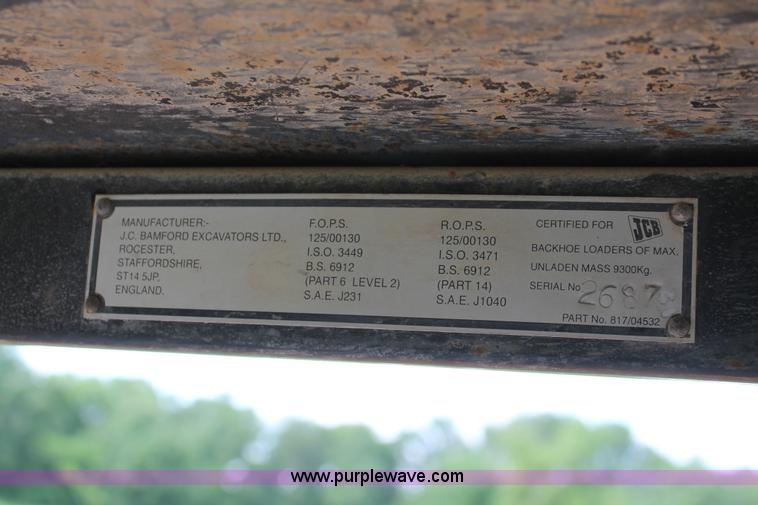 MANUFACTURER:-
J.C. BAMFORD EXCAVATORS LTD.,
ROCESTER,
STAFFORDSHIRE,
ST14 5JP.
ENGLAND.
F.O.P.S.
125/00130
I.S.O. 3449
B.S. 6912
(PART 6 LEVEL 2)
S.A.E. J231
R.O.P.S.
125/00130
I.S.O. 3471
B.S. 6912
(PART 14)
S.A.E. J1040
CERTIFIED FOR JCB
BACKHOE LOADERS OF MAX.
UNLADEN MASS 9300Kg.
SERIAL No
PART No. 817/04532
www.purplewave.com